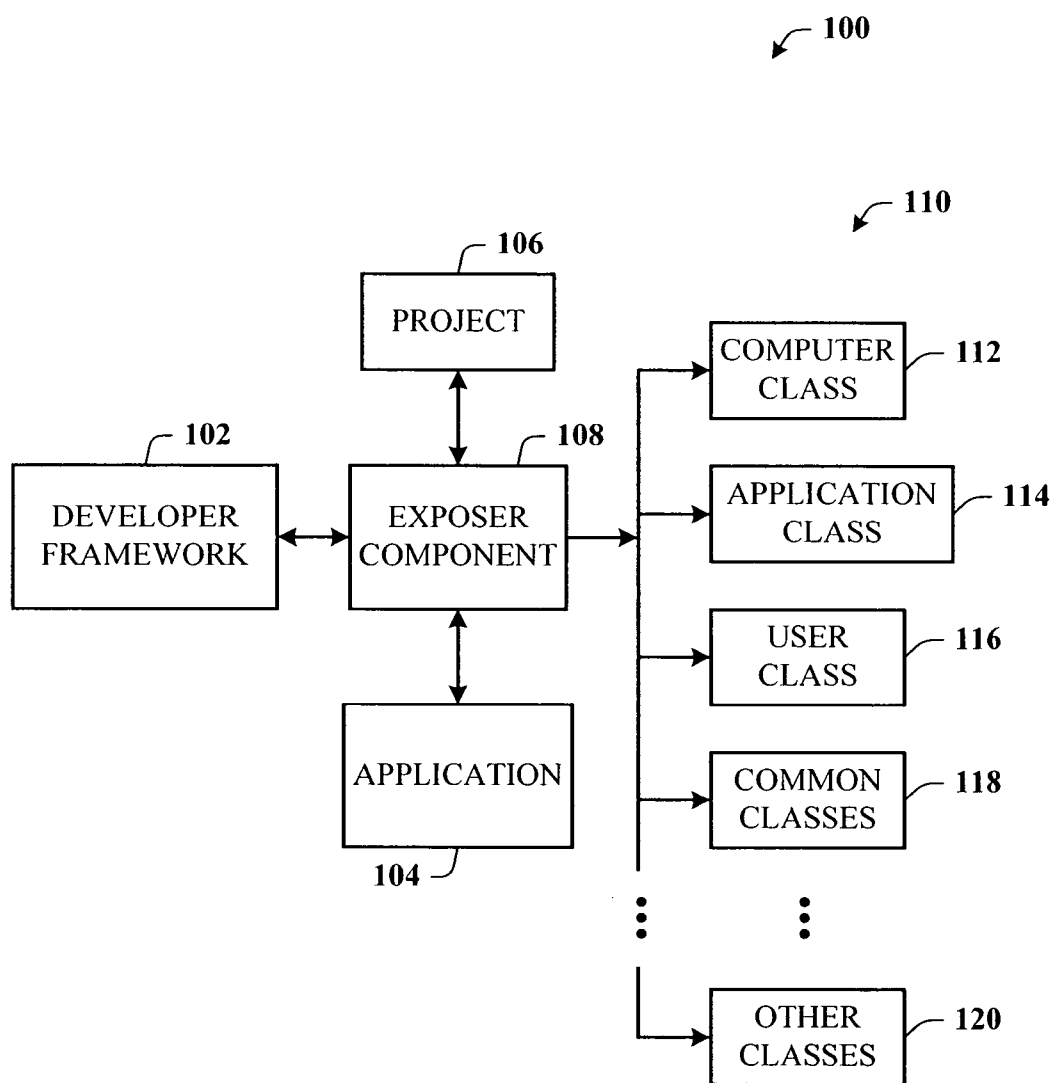 100
110
106
PROJECT
COMPUTER
CLASS
112
102
108
DEVELOPER
FRAMEWORK
EXPOSER
COMPONENT
APPLICATION
CLASS
114
USER
CLASS
116
APPLICATION
104
COMMON
CLASSES
118
OTHER
CLASSES
120